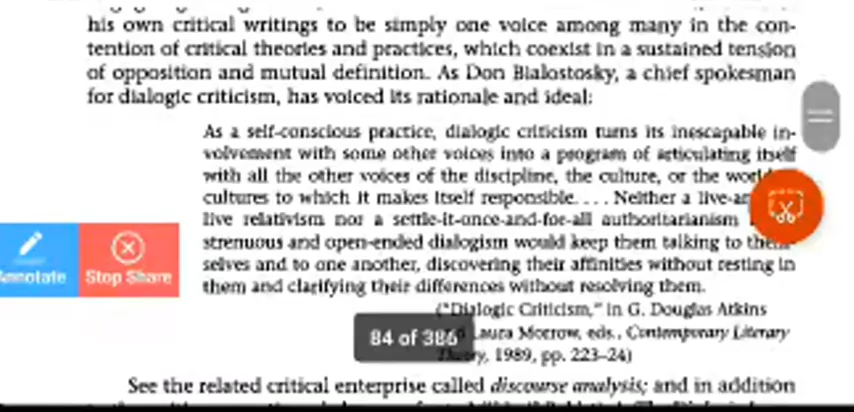 his own critical writings to be simply one voice among many in the con-
tention of critical theories and practices, which coexist in a sustained tension
of opposition and mutual definition. As Don Bialostosky, a chief spokesman
for dialogic criticism, has voiced its rationale and ideal:
As a self-conscious practice, dialogic criticism turns its inescapable in-
volvement with some other voices into a program of articulating itself
with all the other voices of the discipline, the culture, or the world
cultures to which it makes itself responsible. . . . Neither a live-an
live relativism nor a settle-it-once-and-for-all authoritarianism
strenuous and open-ended dialogism would keep them talking to them-
selves and to one another, discovering their affinities without resting in
them and clarifying their differences without resolving them.
("Dialogic Criticism," in G. Douglas Atkins
Laura Morrow, eds., Contemporary Literary
, 1989, pp. 223–24)
See the related critical enterprise called discourse analysis; and in addition
Annotate
Stop Share
84 of 386